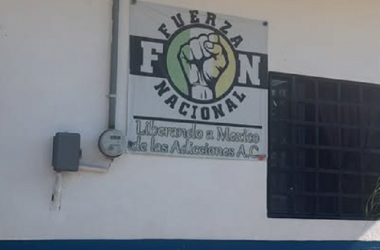 FUERZA
F N
NACIONAL
Liberando a Mexico
de las Adicciones A.C